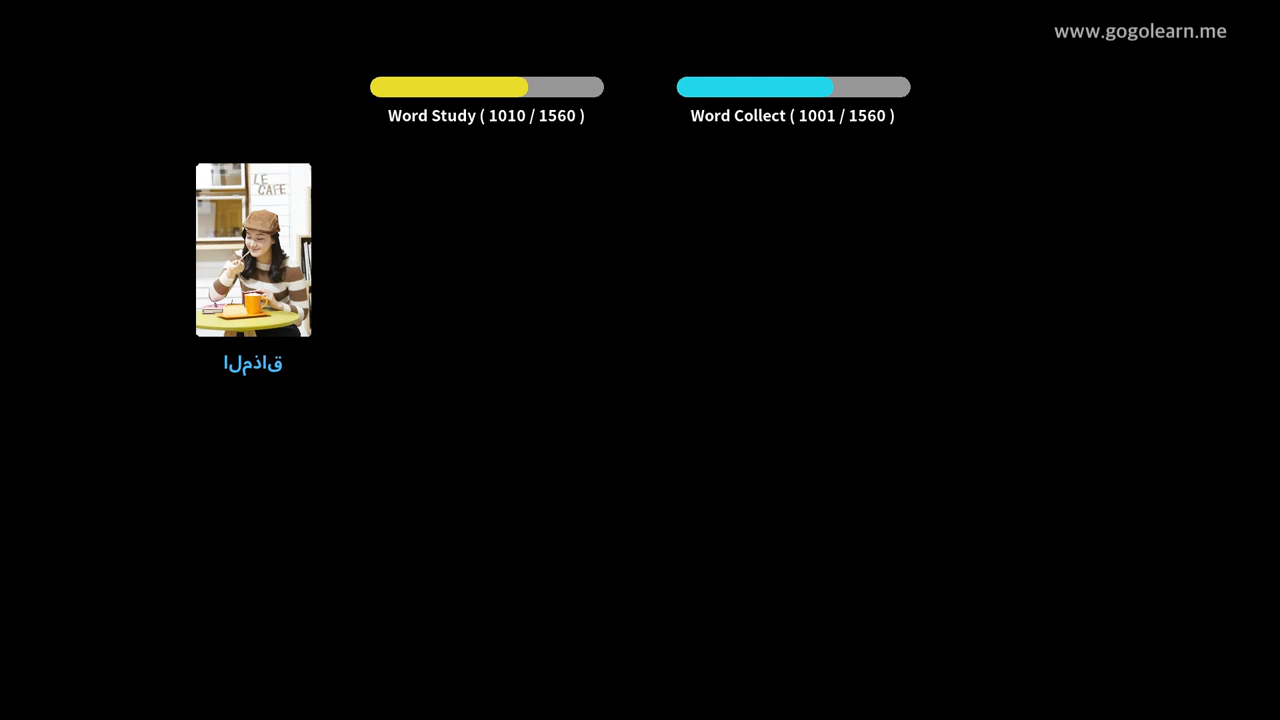 www.gogolearn.me
Word Study ( 1010 / 1560 )
Word Collect ( 1001 / 1560 )
LE
CAFE
المذاق